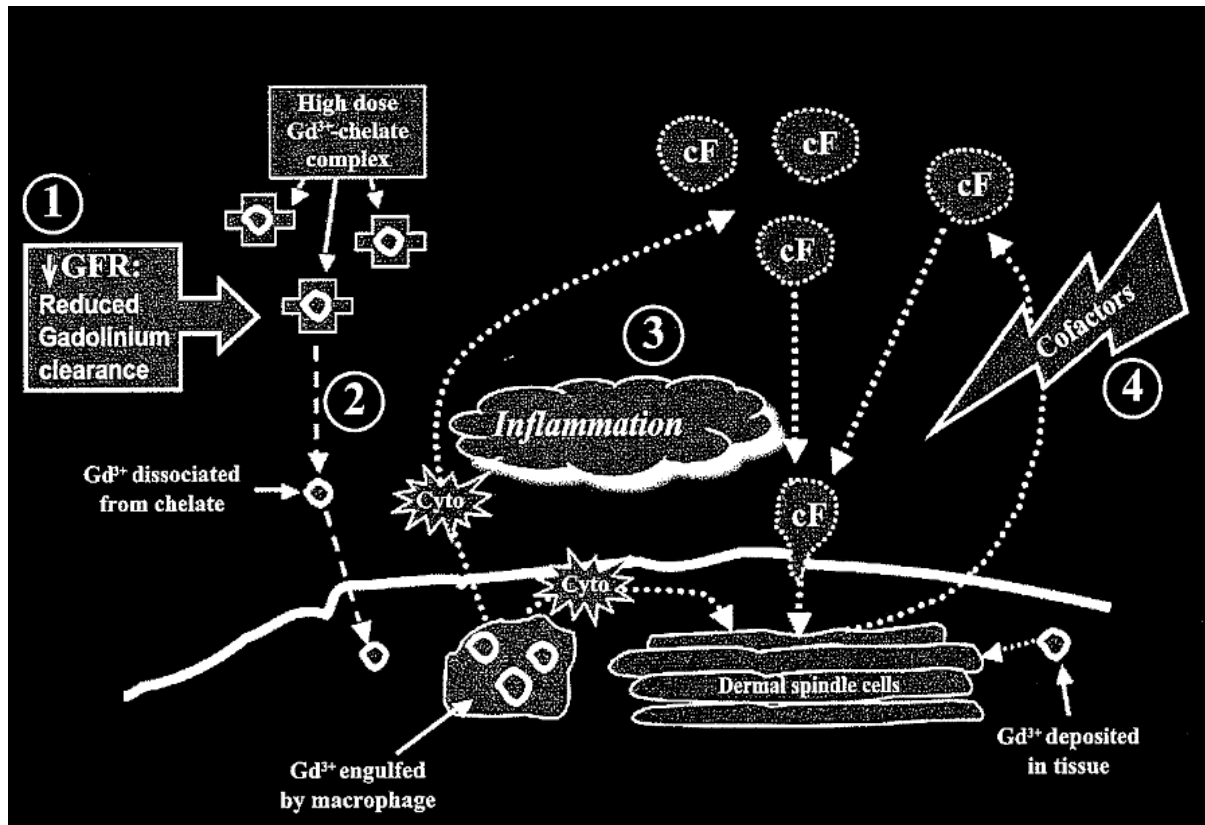 High dose
Gd³⁺-chelate
complex
1
↓GFR:
Reduced
Gadolinium
clearance
2
Gd³⁺ dissociated
from chelate
cF
cF
cF
cF
3
Inflammation
Cofactors
4
Cyto
cF
Cyto
Dermal spindle cells
Gd³⁺ engulfed
by macrophage
Gd³⁺ deposited
in tissue